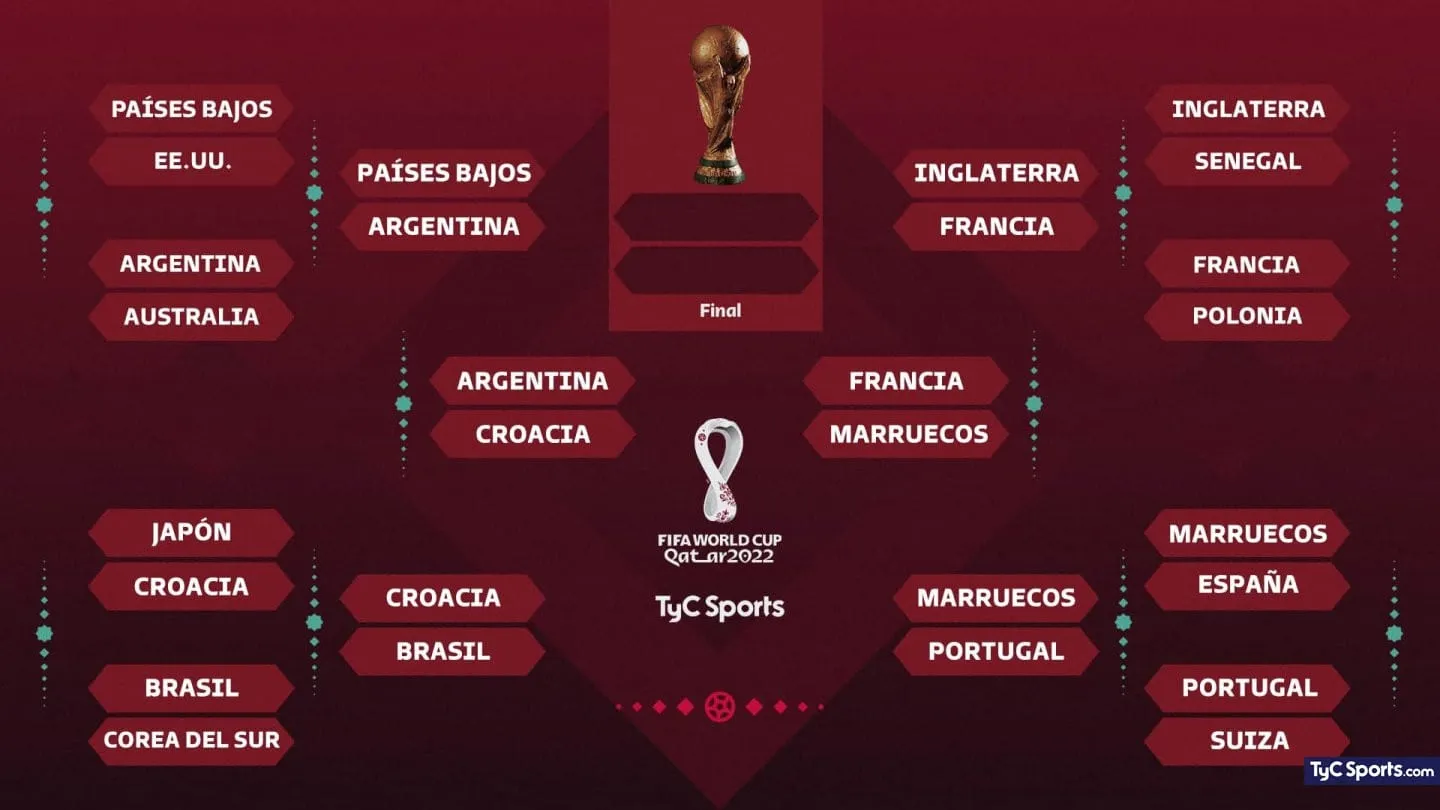 PAÍSES BAJOS
EE.UU.
ARGENTINA
AUSTRALIA
PAÍSES BAJOS
ARGENTINA
ARGENTINA
CROACIA
JAPÓN
CROACIA
BRASIL
COREA DEL SUR
CROACIA
BRASIL
Final
FIFA WORLD CUP
Qatar2022
TyC Sports
INGLATERRA
FRANCIA
INGLATERRA
SENEGAL
FRANCIA
POLONIA
FRANCIA
MARRUECOS
MARRUECOS
PORTUGAL
MARRUECOS
ESPAÑA
PORTUGAL
SUIZA
TyC Sports.com